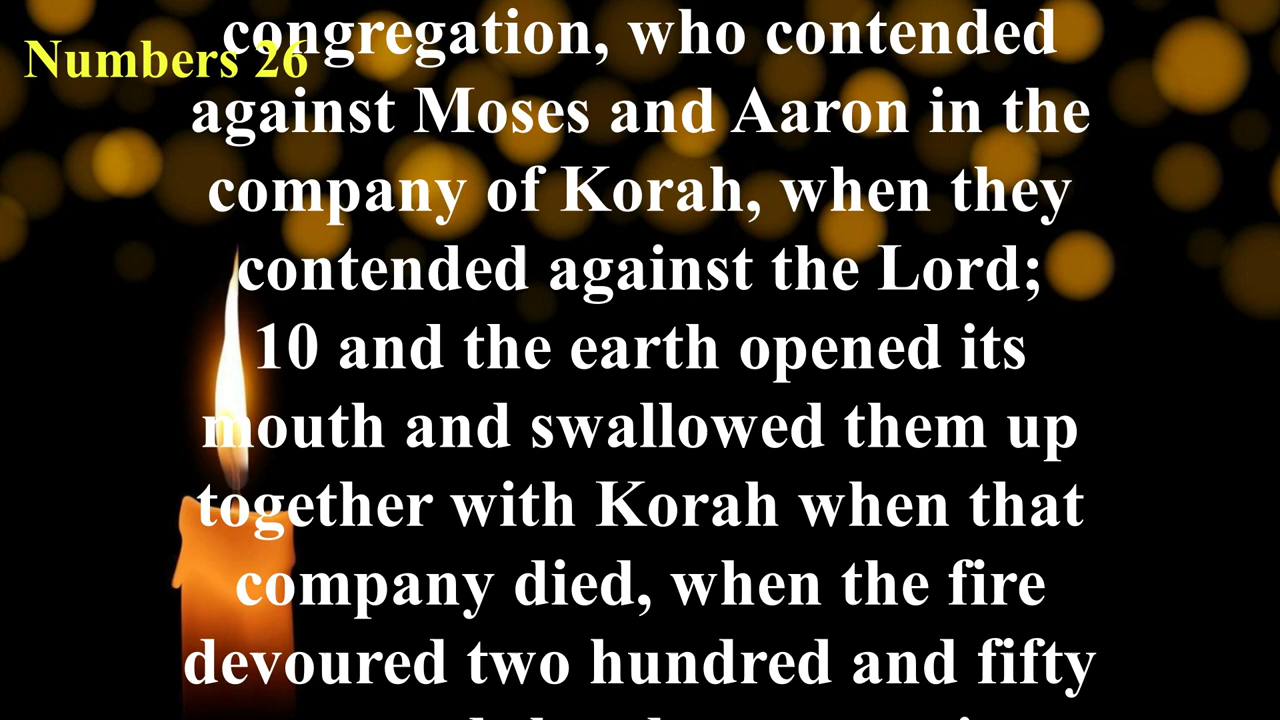 Numbers 26
congregation, who contended
against Moses and Aaron in the
company of Korah, when they
contended against the Lord;
10 and the earth opened its
mouth and swallowed them up
together with Korah when that
company died, when the fire
devoured two hundred and fifty